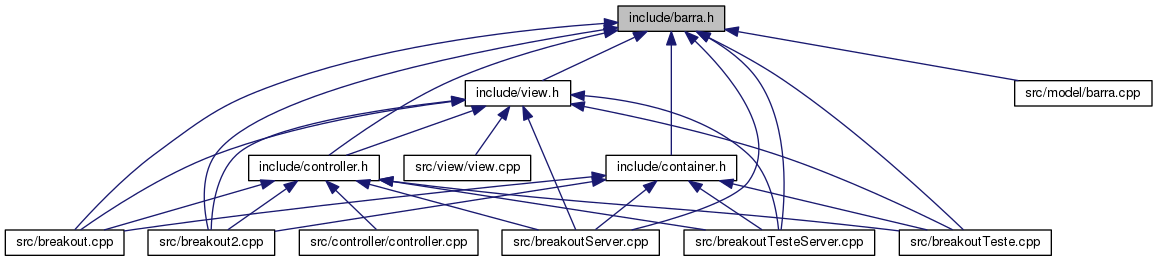 include/barra.h
include/view.h
src/model/barra.cpp
include/controller.h
src/view/view.cpp
include/container.h
src/breakout.cpp
src/breakout2.cpp
src/controller/controller.cpp
src/breakoutServer.cpp
src/breakoutTesteServer.cpp
src/breakoutTeste.cpp